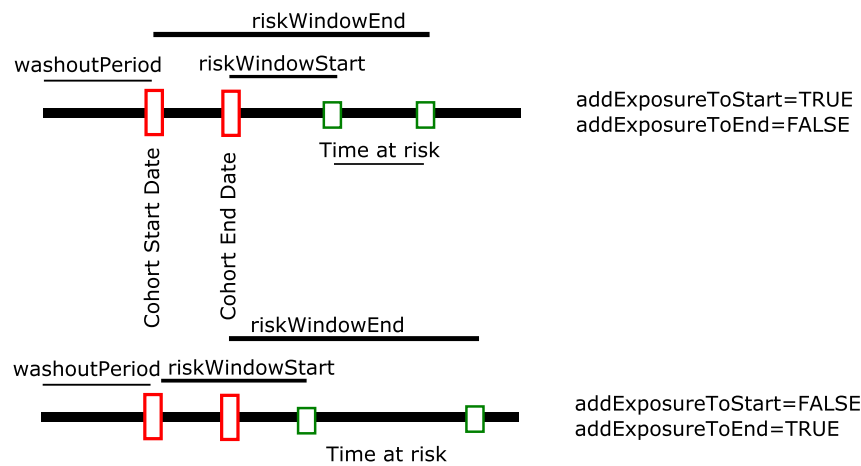 riskWindowEnd
riskWindowStart
washoutPeriod
addExposureToStart=TRUE
addExposureToEnd=FALSE
Time at risk
Cohort Start Date
Cohort End Date
riskWindowEnd
riskWindowStart
washoutPeriod
addExposureToStart=FALSE
addExposureToEnd=TRUE
Time at risk